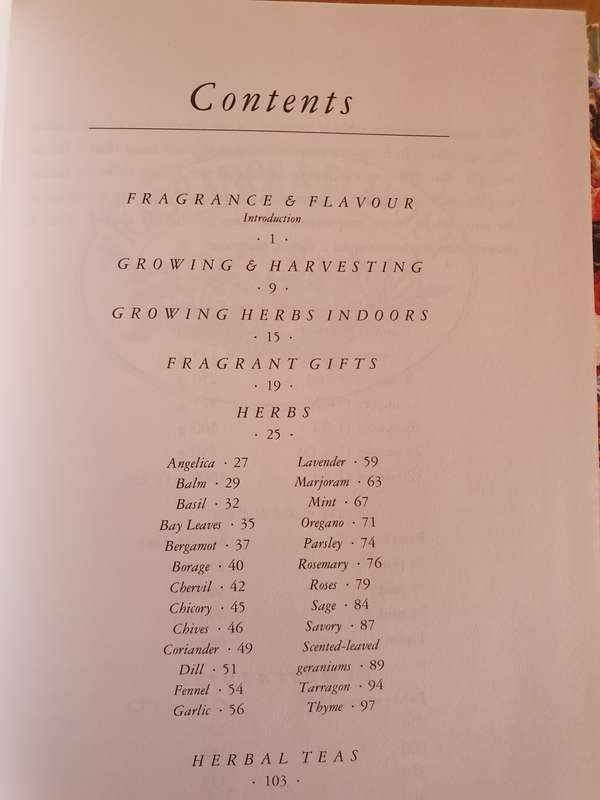 Contents
FRAGRANCE & FLAVOUR
Introduction
· 1 ·
GROWING & HARVESTING
· 9 ·
GROWING HERBS INDOORS
· 15 ·
FRAGRANT GIFTS
· 19 ·
HERBS
· 25 ·
Angelica · 27
Balm · 29
Basil · 32
Bay Leaves · 35
Bergamot · 37
Borage · 40
Chervil · 42
Chicory · 45
Chives · 46
Coriander · 49
Dill · 51
Fennel · 54
Garlic · 56
Lavender · 59
Marjoram · 63
Mint · 67
Oregano · 71
Parsley · 74
Rosemary · 76
Roses · 79
Sage · 84
Savory · 87
Scented-leaved
geraniums · 89
Tarragon · 94
Thyme · 97
HERBAL TEAS
· 103 ·